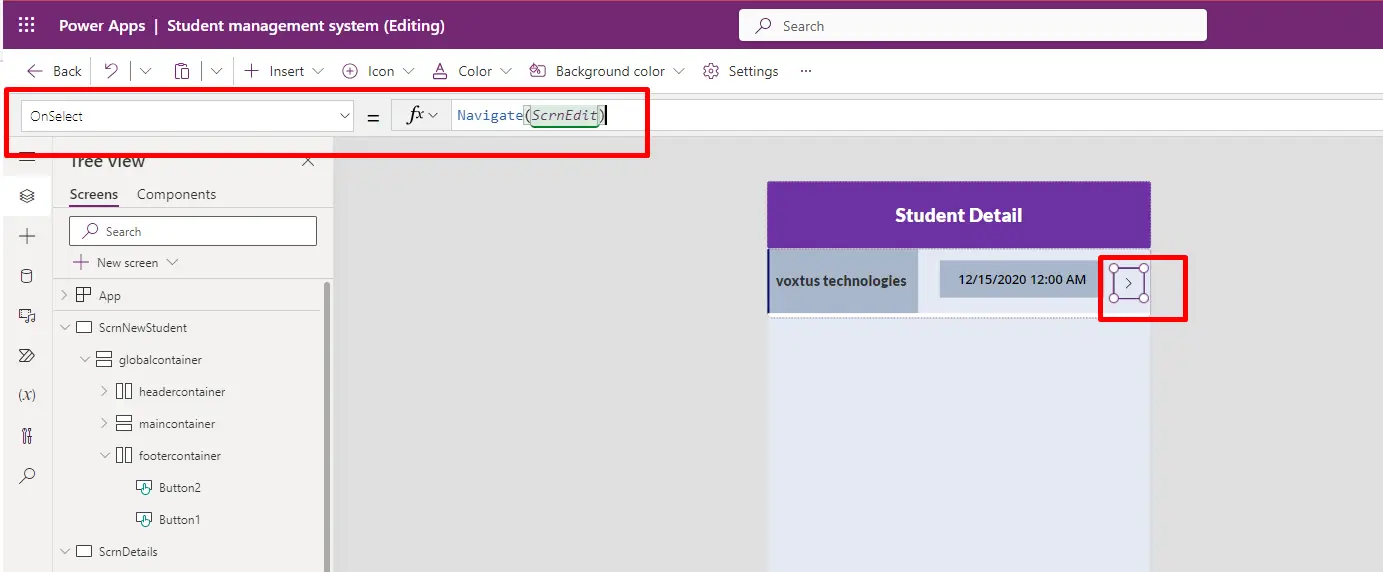 Power Apps | Student management system (Editing)
Search
Back
Insert
Icon
Color
Background color
Settings
...
OnSelect
=
fx
Navigate(ScrnEdit)
Tree View
Screens
Components
Search
New screen
App
ScrnNewStudent
globalcontainer
headercontainer
maincontainer
footercontainer
Button2
Button1
ScrnDetails
(x)
Student Detail
voxtus technologies
12/15/2020 12:00 AM